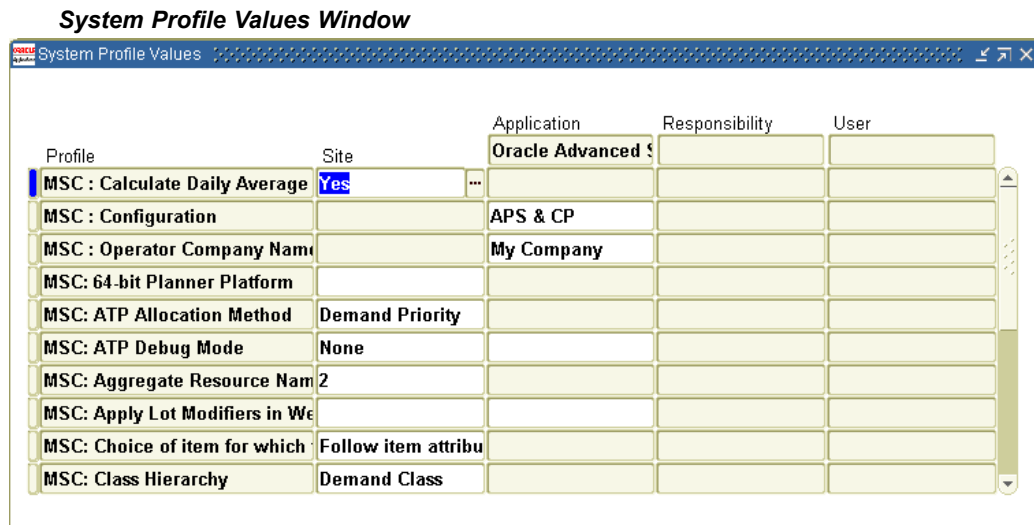 System Profile Values Window
System Profile Values
Application Responsibility User
Profile Site Oracle Advanced S
MSC : Calculate Daily Average Yes ...
MSC : Configuration APS & CP
MSC : Operator Company Name My Company
MSC: 64-bit Planner Platform
MSC: ATP Allocation Method Demand Priority
MSC: ATP Debug Mode None
MSC: Aggregate Resource Nam 2
MSC: Apply Lot Modifiers in We
MSC: Choice of item for which Follow item attribu
MSC: Class Hierarchy Demand Class